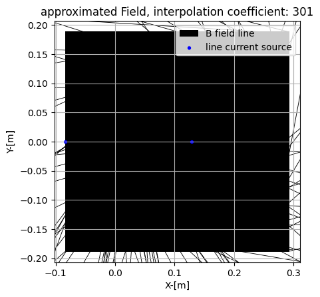 approximated Field, interpolation coefficient: 301
B field line
line current source
0.20
0.15
0.10
0.05
0.00
−0.05
−0.10
−0.15
−0.20
Y-[m]
−0.1 0.0 0.1 0.2 0.3
X-[m]